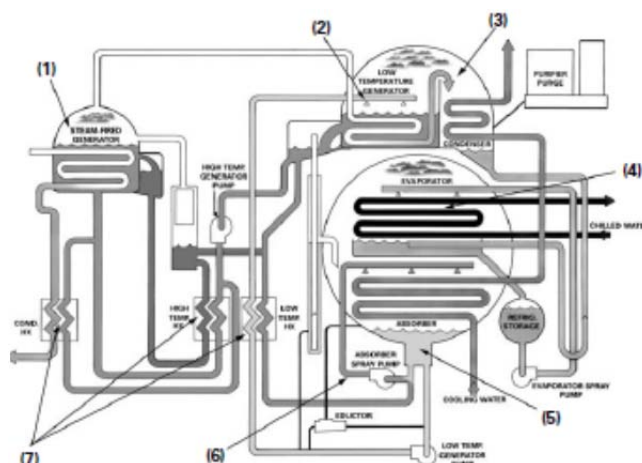 (1)
STEAM-FIRED
GENERATOR
(2)
LOW
TEMPERATURE
GENERATOR
(3)
PURIFIER
PURGE
HIGH TEMP.
GENERATOR
PUMP
CONDENSER
EVAPORATOR
(4)
CHILLED WATER
COND.
HX
HIGH
TEMP. HX
LOW
TEMP.
HX
REFRIG.
STORAGE
ABSORBER
ABSORBER
SPRAY PUMP
EVAPORATOR SPRAY
PUMP
COOLING WATER
(5)
(6)
(7)
EDUCTOR
LOW TEMP.
GENERATOR